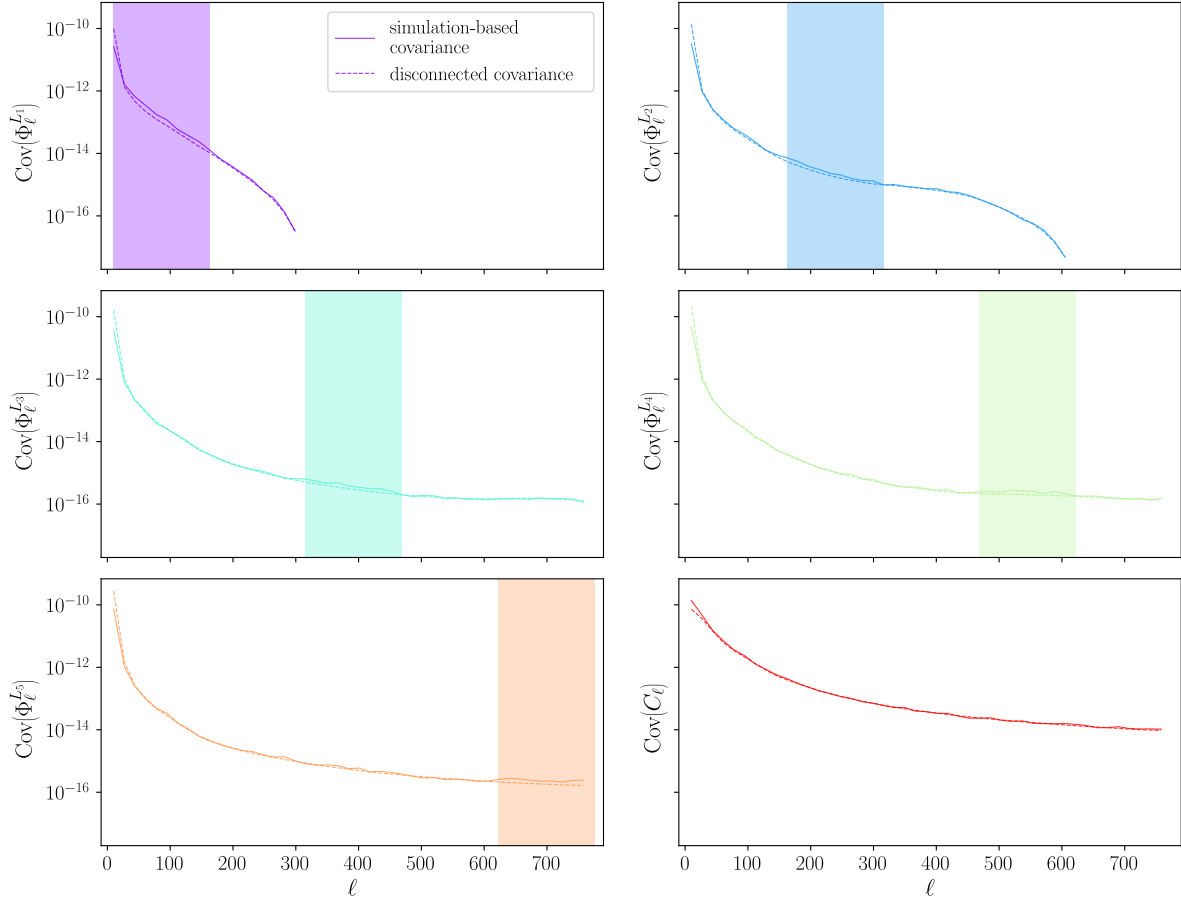 simulation-based
covariance
disconnected covariance
10⁻¹⁰
10⁻¹²
10⁻¹⁴
10⁻¹⁶
Cov(Φ_ℓ^{L_1})
Cov(Φ_ℓ^{L_2})
10⁻¹⁰
10⁻¹²
10⁻¹⁴
10⁻¹⁶
Cov(Φ_ℓ^{L_3})
Cov(Φ_ℓ^{L_4})
10⁻¹⁰
10⁻¹²
10⁻¹⁴
10⁻¹⁶
Cov(Φ_ℓ^{L_5})
Cov(C_ℓ)
0 100 200 300 400 500 600 700
ℓ
0 100 200 300 400 500 600 700
ℓ